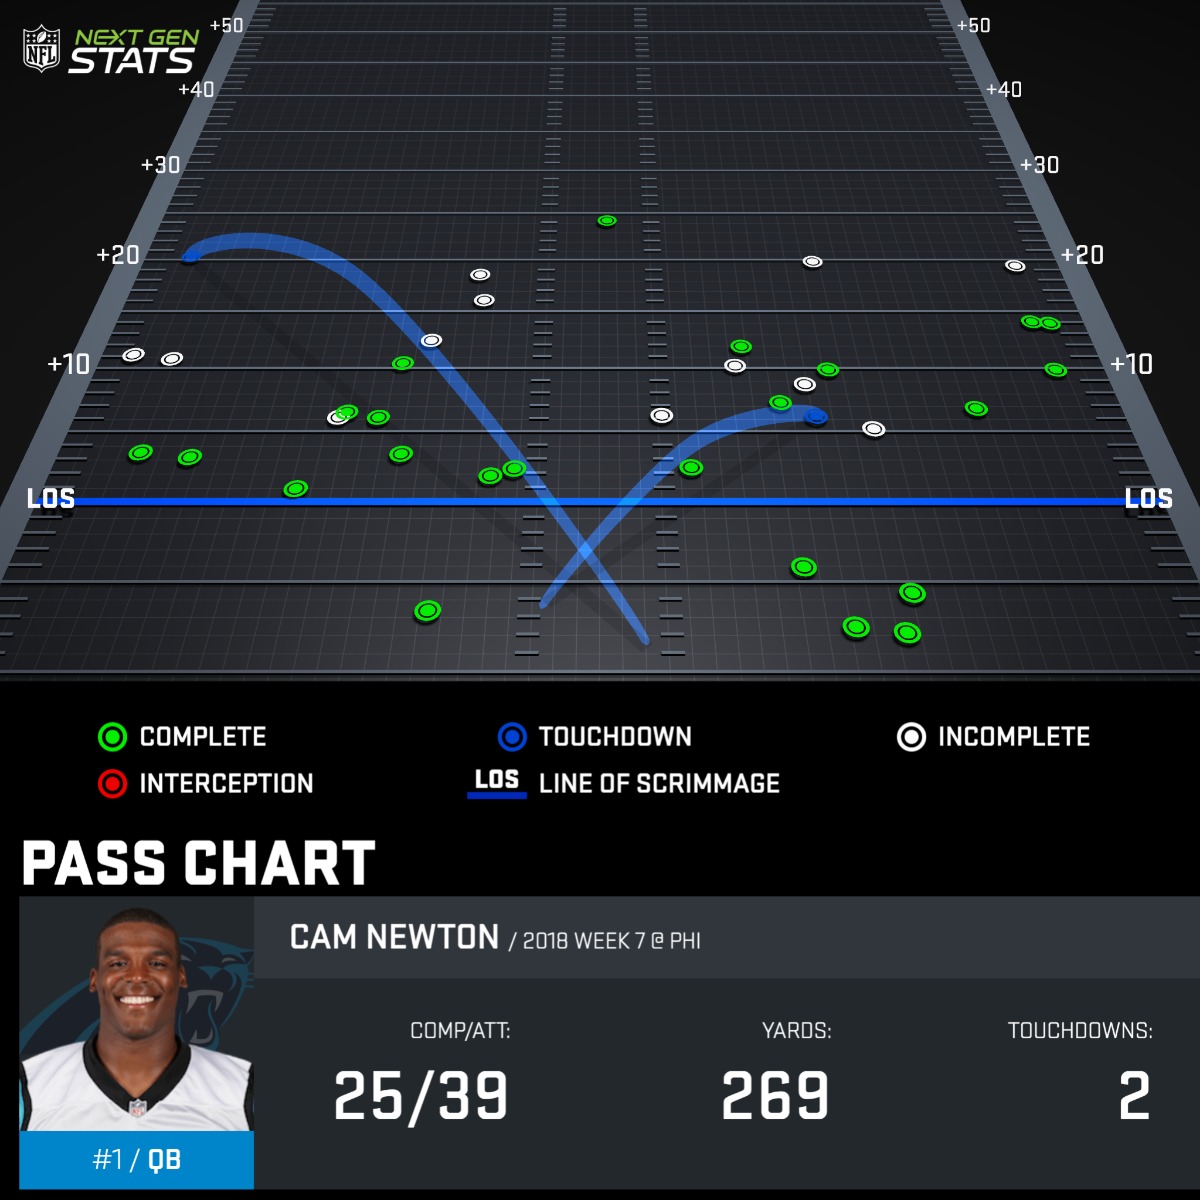 NFL NEXT GEN STATS
+50 +50
+40 +40
+30 +30
+20 +20
+10 +10
LOS LOS
COMPLETE TOUCHDOWN INCOMPLETE
INTERCEPTION LOS LINE OF SCRIMMAGE
PASS CHART
CAM NEWTON / 2018 WEEK 7 @ PHI
COMP/ATT: YARDS: TOUCHDOWNS:
25/39 269 2
#1 / QB